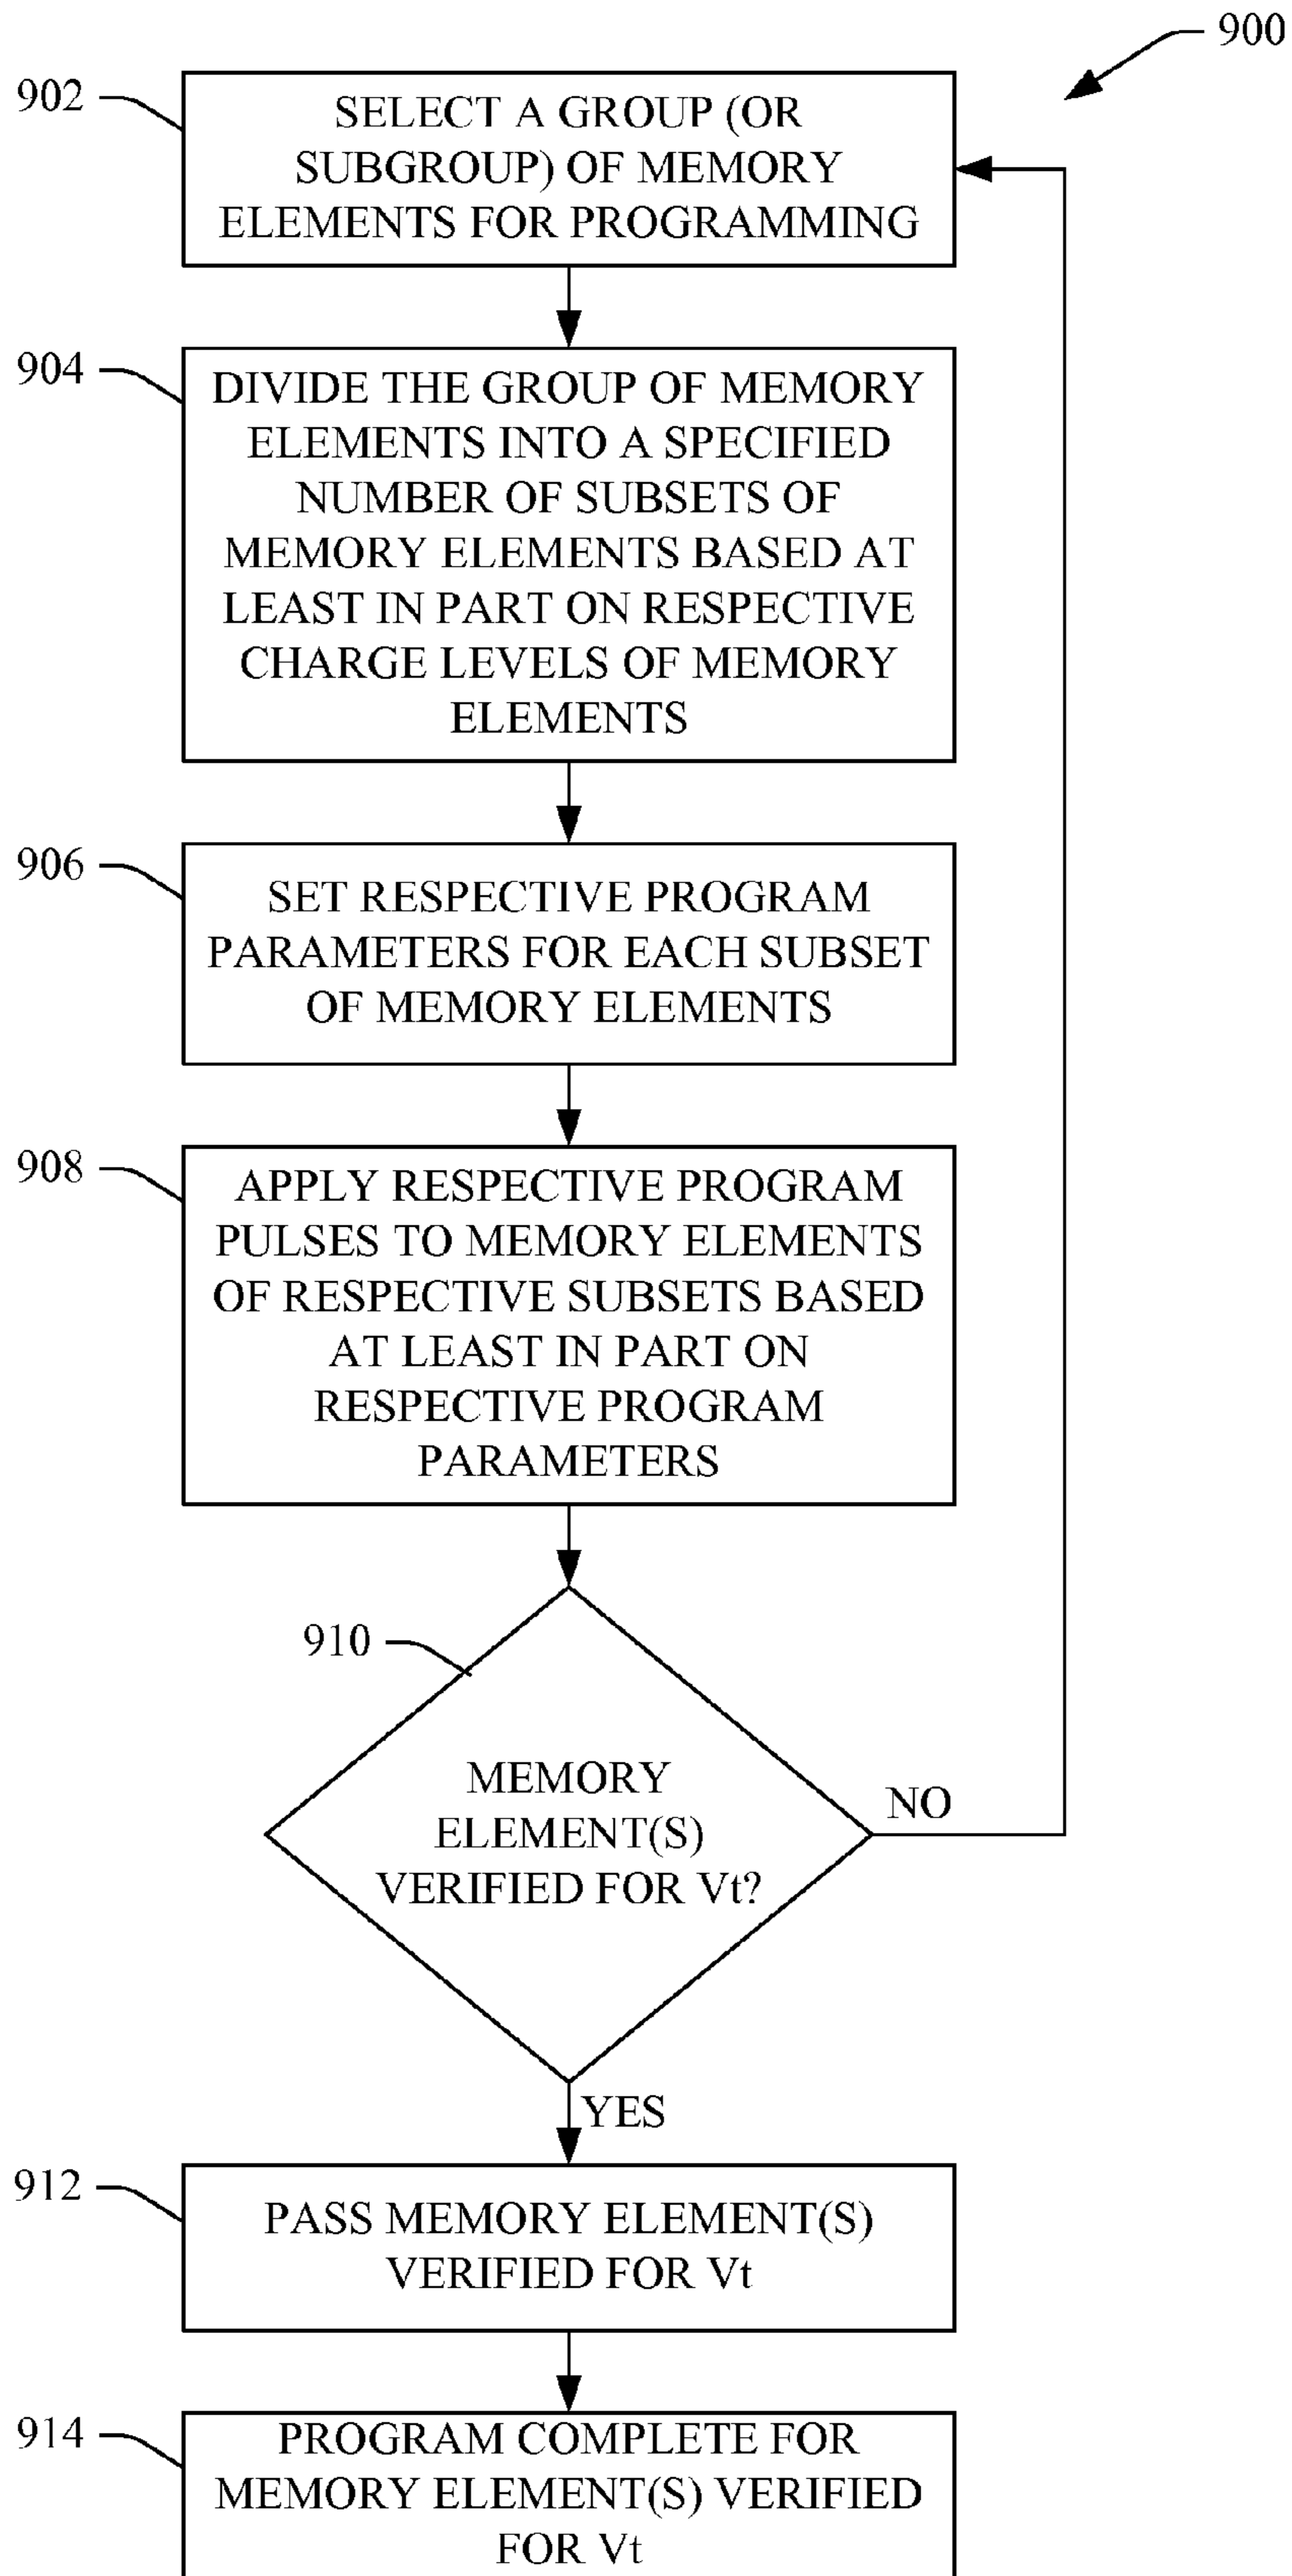 900
902
SELECT A GROUP (OR
SUBGROUP) OF MEMORY
ELEMENTS FOR PROGRAMMING
904
DIVIDE THE GROUP OF MEMORY
ELEMENTS INTO A SPECIFIED
NUMBER OF SUBSETS OF
MEMORY ELEMENTS BASED AT
LEAST IN PART ON RESPECTIVE
CHARGE LEVELS OF MEMORY
ELEMENTS
906
SET RESPECTIVE PROGRAM
PARAMETERS FOR EACH SUBSET
OF MEMORY ELEMENTS
908
APPLY RESPECTIVE PROGRAM
PULSES TO MEMORY ELEMENTS
OF RESPECTIVE SUBSETS BASED
AT LEAST IN PART ON
RESPECTIVE PROGRAM
PARAMETERS
910
MEMORY
ELEMENT(S)
VERIFIED FOR Vt?
NO
YES
912
PASS MEMORY ELEMENT(S)
VERIFIED FOR Vt
914
PROGRAM COMPLETE FOR
MEMORY ELEMENT(S) VERIFIED
FOR Vt